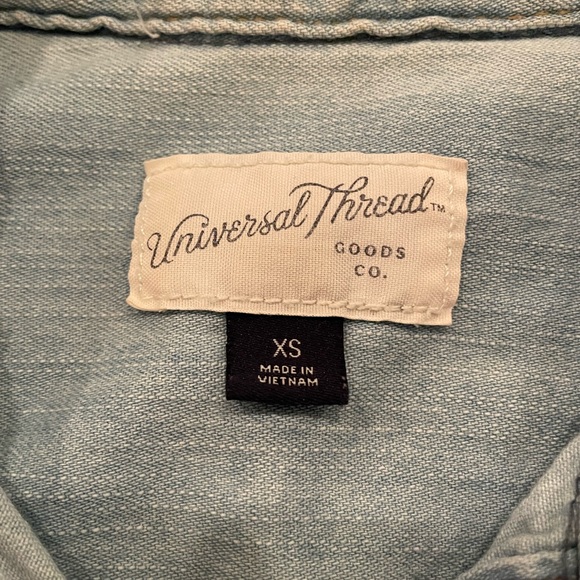 Universal Thread™
GOODS
CO.
XS
MADE IN
VIETNAM